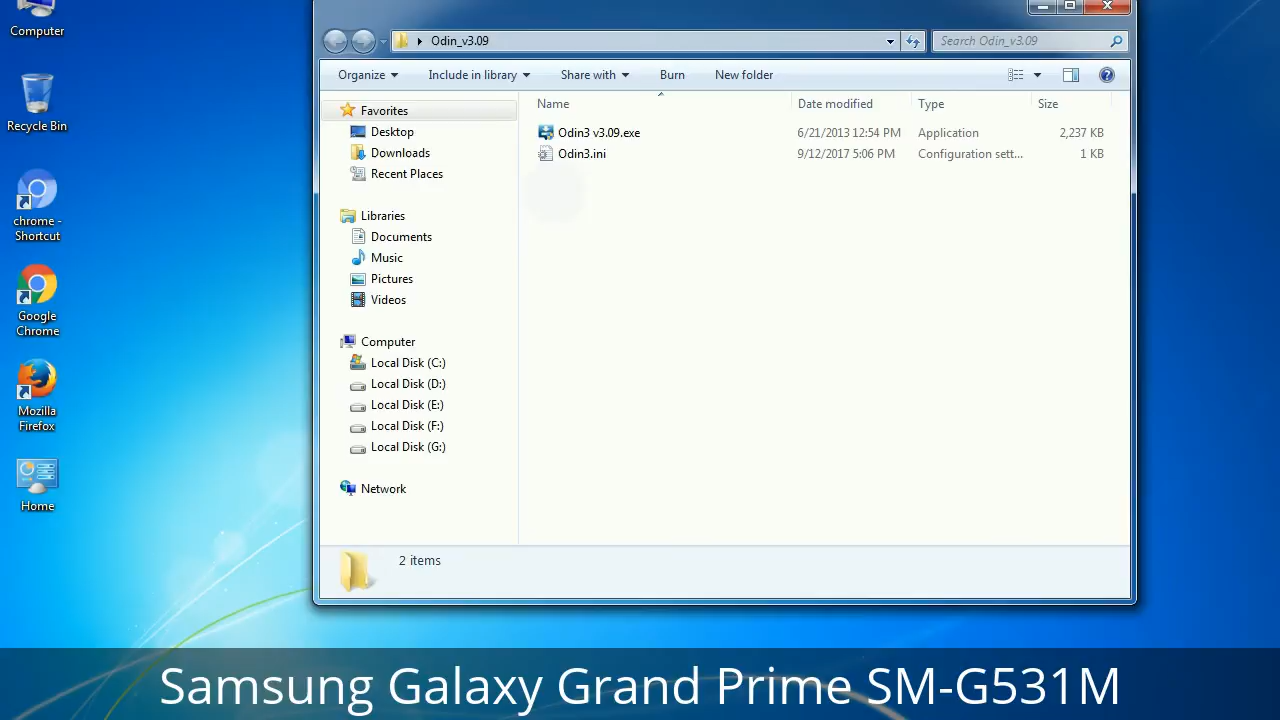 Computer
Recycle Bin
chrome -
Shortcut
Google
Chrome
Mozilla
Firefox
Home
Odin_v3.09
Search Odin_v3.09
Organize
Include in library
Share with
Burn
New folder
Favorites
Desktop
Downloads
Recent Places
Libraries
Documents
Music
Pictures
Videos
Computer
Local Disk (C:)
Local Disk (D:)
Local Disk (E:)
Local Disk (F:)
Local Disk (G:)
Network
Name Date modified Type Size
Odin3 v3.09.exe 6/21/2013 12:54 PM Application 2,237 KB
Odin3.ini 9/12/2017 5:06 PM Configuration sett... 1 KB
2 items
Samsung Galaxy Grand Prime SM-G531M